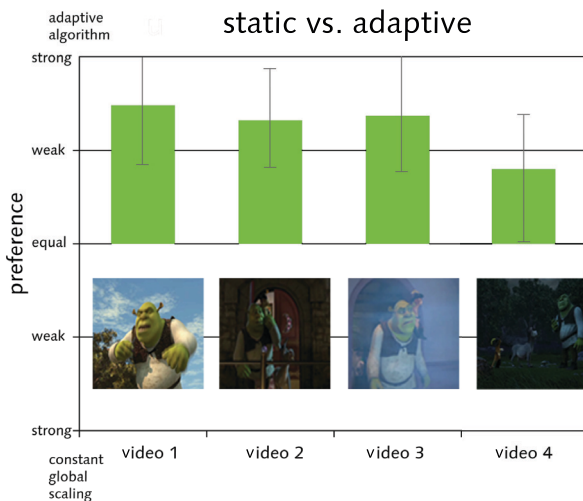 adaptive
algorithm
static vs. adaptive
strong
weak
equal
weak
strong
preference
constant
global
scaling
video 1
video 2
video 3
video 4